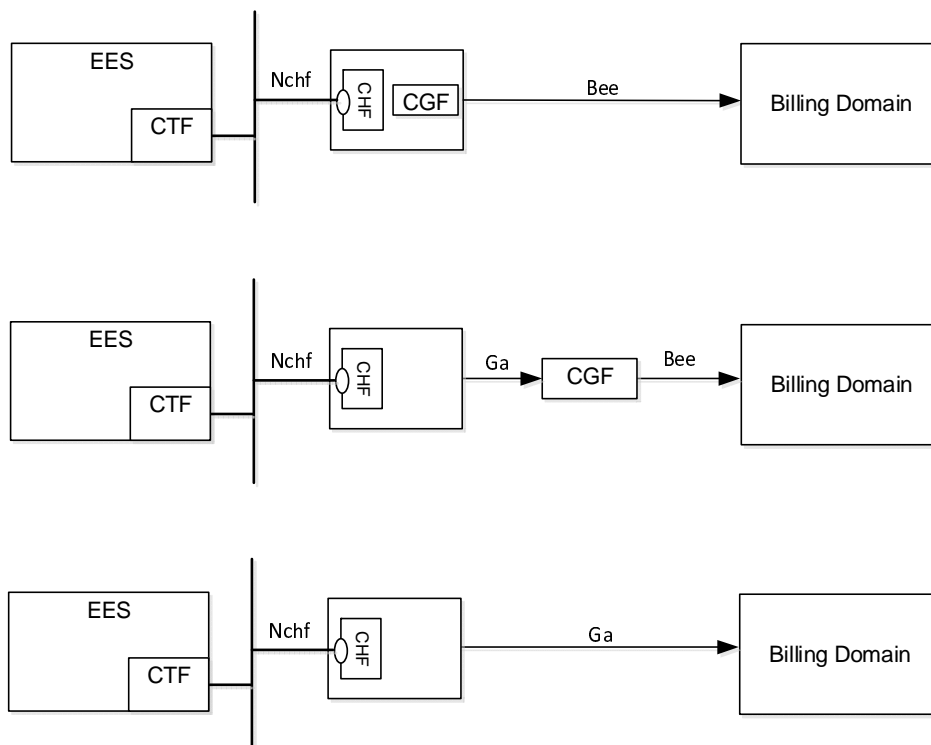 EES
CTF
Nchf
CHF
CGF
Bee
Billing Domain
EES
CTF
Nchf
CHF
Ga
CGF
Bee
Billing Domain
EES
CTF
Nchf
CHF
Ga
Billing Domain